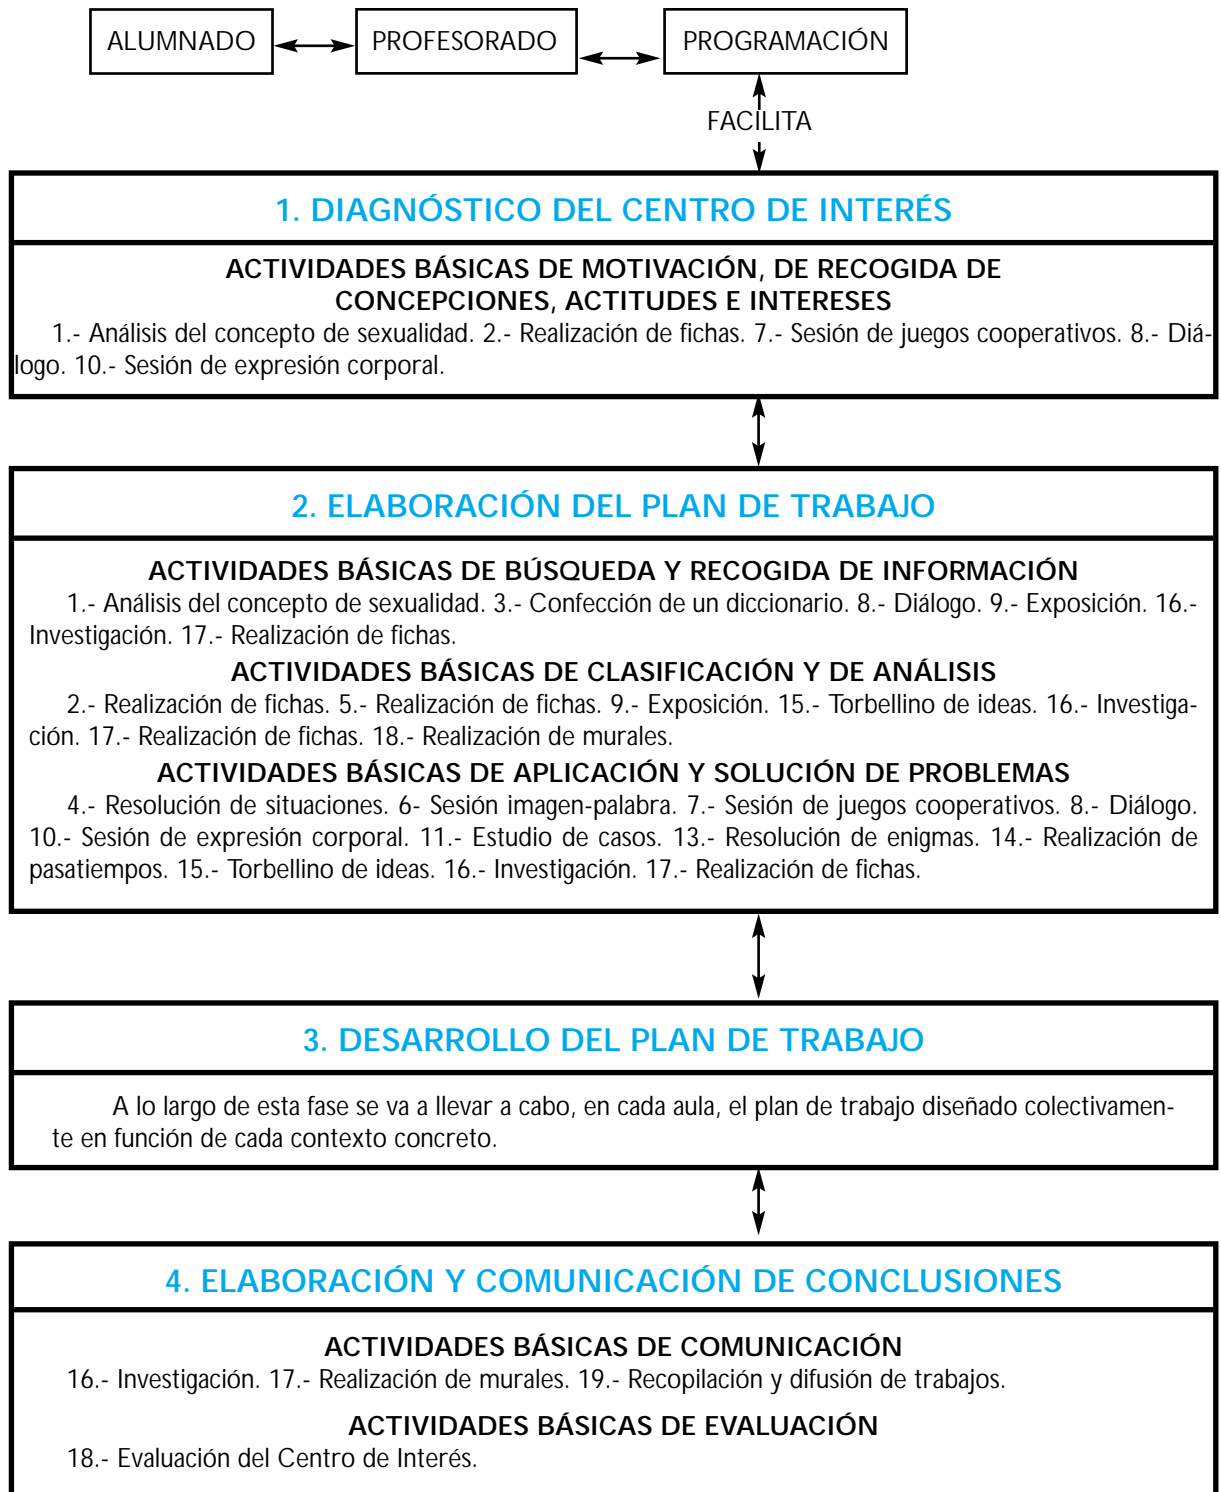 ALUMNADO PROFESORADO PROGRAMACIÓN
FACILITA
1. DIAGNÓSTICO DEL CENTRO DE INTERÉS
ACTIVIDADES BÁSICAS DE MOTIVACIÓN, DE RECOGIDA DE
CONCEPCIONES, ACTITUDES E INTERESES
1.- Análisis del concepto de sexualidad. 2.- Realización de fichas. 7.- Sesión de juegos cooperativos. 8.- Diá-
logo. 10.- Sesión de expresión corporal.
2. ELABORACIÓN DEL PLAN DE TRABAJO
ACTIVIDADES BÁSICAS DE BÚSQUEDA Y RECOGIDA DE INFORMACIÓN
1.- Análisis del concepto de sexualidad. 3.- Confección de un diccionario. 8.- Diálogo. 9.- Exposición. 16.-
Investigación. 17.- Realización de fichas.
ACTIVIDADES BÁSICAS DE CLASIFICACIÓN Y DE ANÁLISIS
2.- Realización de fichas. 5.- Realización de fichas. 9.- Exposición. 15.- Torbellino de ideas. 16.- Investiga-
ción. 17.- Realización de fichas. 18.- Realización de murales.
ACTIVIDADES BÁSICAS DE APLICACIÓN Y SOLUCIÓN DE PROBLEMAS
4.- Resolución de situaciones. 6- Sesión imagen-palabra. 7.- Sesión de juegos cooperativos. 8.- Diálogo.
10.- Sesión de expresión corporal. 11.- Estudio de casos. 13.- Resolución de enigmas. 14.- Realización de
pasatiempos. 15.- Torbellino de ideas. 16.- Investigación. 17.- Realización de fichas.
3. DESARROLLO DEL PLAN DE TRABAJO
A lo largo de esta fase se va a llevar a cabo, en cada aula, el plan de trabajo diseñado colectivamen-
te en función de cada contexto concreto.
4. ELABORACIÓN Y COMUNICACIÓN DE CONCLUSIONES
ACTIVIDADES BÁSICAS DE COMUNICACIÓN
16.- Investigación. 17.- Realización de murales. 19.- Recopilación y difusión de trabajos.
ACTIVIDADES BÁSICAS DE EVALUACIÓN
18.- Evaluación del Centro de Interés.